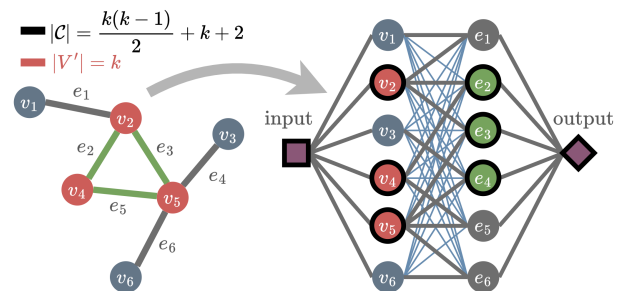 |C| = k(k−1)/2 + k + 2
|V′| = k
v1
e1
v2
v3
e2
e3
e4
v4
e5
v5
e6
v6
input
output
v1
e1
v2
e2
v3
e3
v4
e4
v5
e5
v6
e6